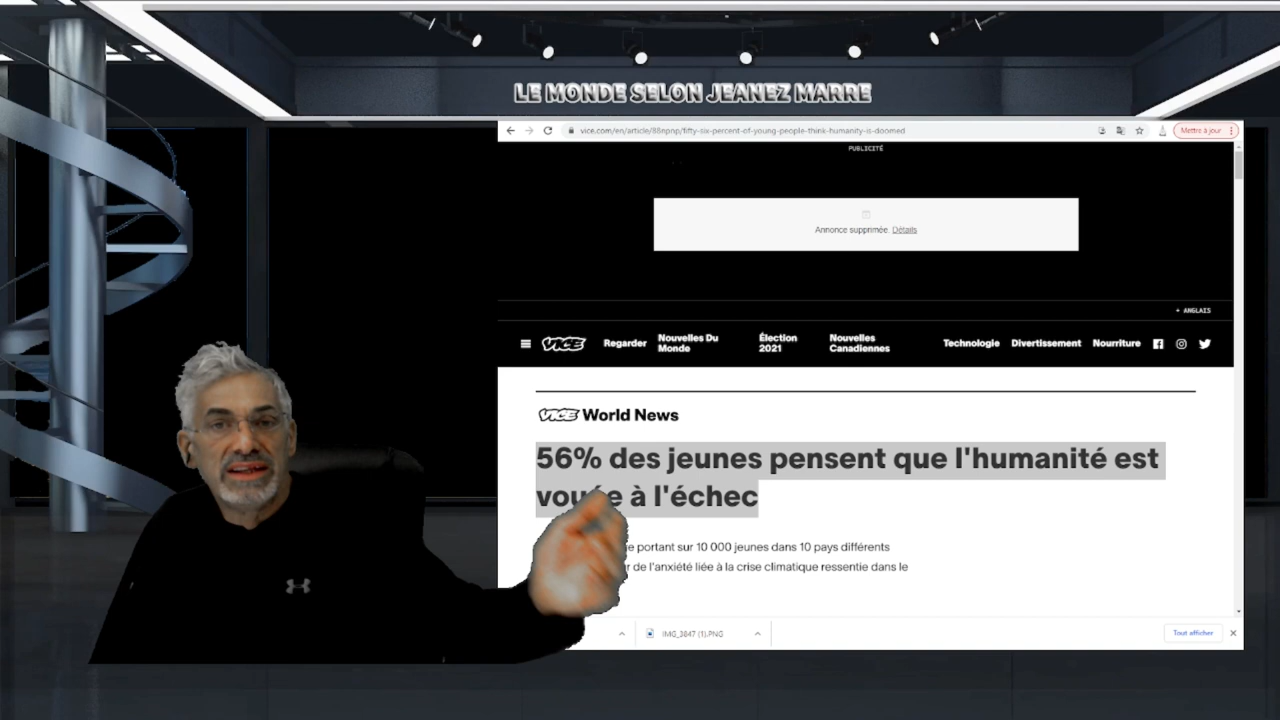 LE MONDE SELON JEANEZ MARRE
vice.com/en/article/88npnp/fifty-six-percent-of-young-people-think-humanity-is-doomed
Mettre à jour
PUBLICITÉ
Annonce supprimée. Détails
+ ANGLAIS
VICE Regarder Nouvelles Du Monde Élection 2021 Nouvelles Canadiennes Technologie Divertissement Nourriture
VICE World News
56% des jeunes pensent que l'humanité est
vouée à l'échec
portant sur 10 000 jeunes dans 10 pays différents
de l'anxiété liée à la crise climatique ressentie dans le
IMG_3847 (1).PNG
Tout afficher